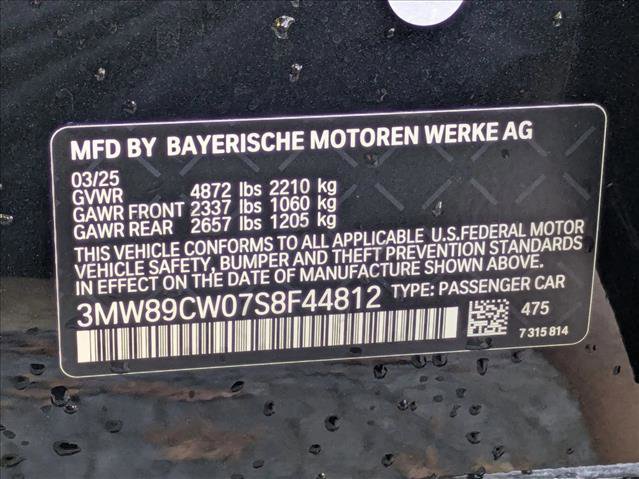 MFD BY BAYERISCHE MOTOREN WERKE AG
03/25
GVWR 4872 lbs 2210 kg
GAWR FRONT 2337 lbs 1060 kg
GAWR REAR 2657 lbs 1205 kg
THIS VEHICLE CONFORMS TO ALL APPLICABLE U.S.FEDERAL MOTOR
VEHICLE SAFETY, BUMPER AND THEFT PREVENTION STANDARDS
IN EFFECT ON THE DATE OF MANUFACTURE SHOWN ABOVE.
3MW89CW07S8F44812 TYPE: PASSENGER CAR
475
7 315 814